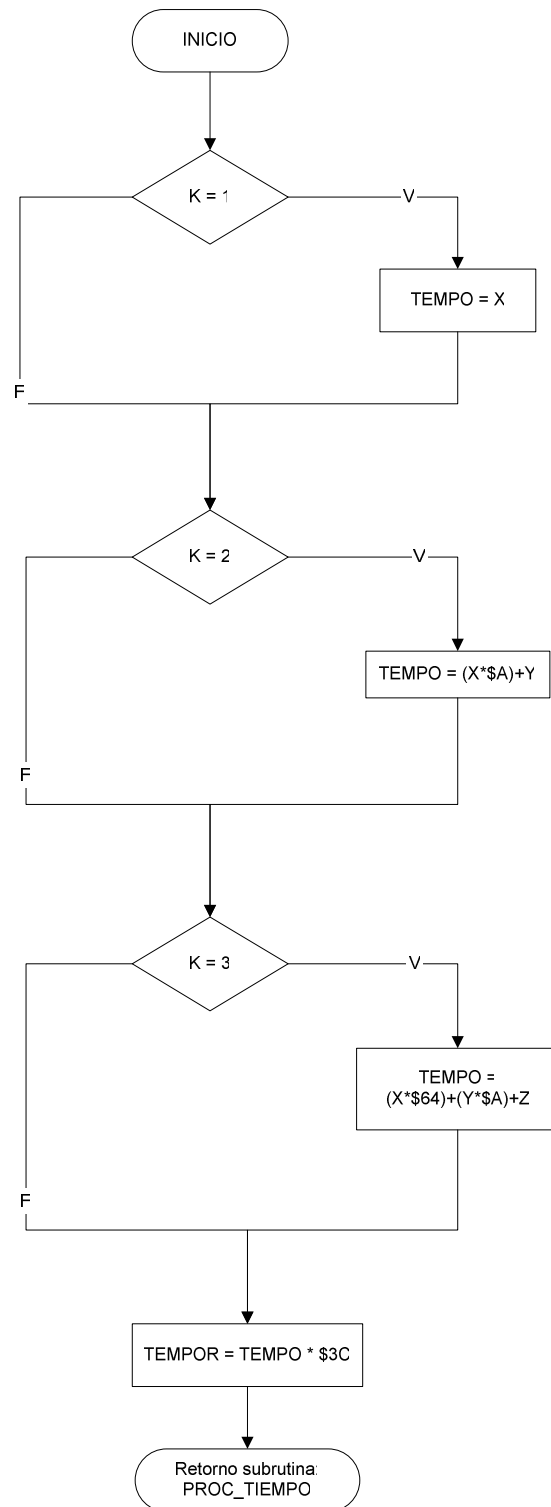 INICIO
K = 1
V
TEMPO = X
F
K = 2
V
TEMPO = (X*$A)+Y
F
K = 3
V
TEMPO =
(X*$64)+(Y*$A)+Z
F
TEMPOR = TEMPO * $3C
Retorno subrutina:
PROC_TIEMPO